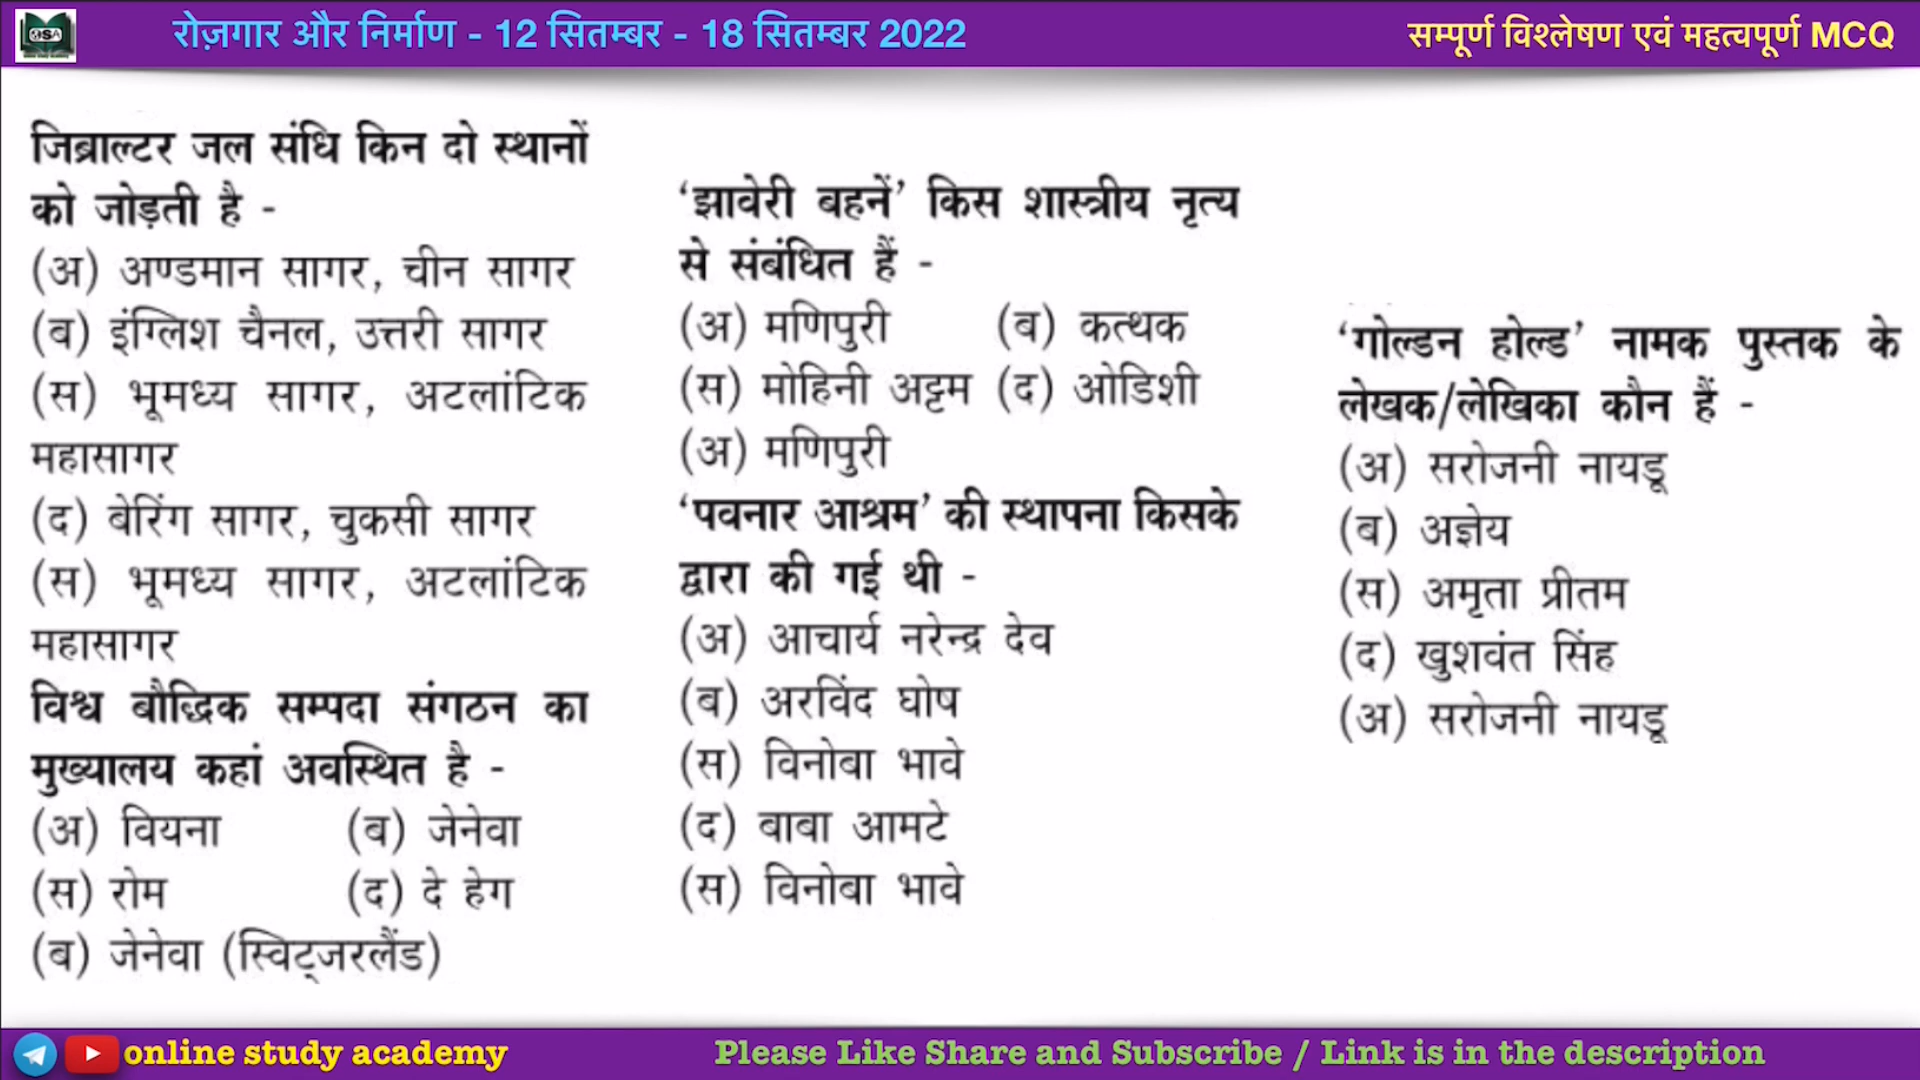 OSA
रोज़गार और निर्माण - 12 सितम्बर - 18 सितम्बर 2022
सम्पूर्ण विश्लेषण एवं महत्वपूर्ण MCQ
जिब्राल्टर जल संधि किन दो स्थानों
को जोड़ती है -
(अ) अण्डमान सागर, चीन सागर
(ब) इंग्लिश चैनल, उत्तरी सागर
(स) भूमध्य सागर, अटलांटिक
महासागर
(द) बेरिंग सागर, चुकसी सागर
(स) भूमध्य सागर, अटलांटिक
महासागर
विश्व बौद्धिक सम्पदा संगठन का
मुख्यालय कहां अवस्थित है -
(अ) वियना (ब) जेनेवा
(स) रोम (द) दे हेग
(ब) जेनेवा (स्विट्जरलैंड)
‘झावेरी बहनें’ किस शास्त्रीय नृत्य
से संबंधित हैं -
(अ) मणिपुरी (ब) कत्थक
(स) मोहिनी अट्टम (द) ओडिशी
(अ) मणिपुरी
‘पवनार आश्रम’ की स्थापना किसके
द्वारा की गई थी -
(अ) आचार्य नरेन्द्र देव
(ब) अरविंद घोष
(स) विनोबा भावे
(द) बाबा आमटे
(स) विनोबा भावे
‘गोल्डन होल्ड’ नामक पुस्तक के
लेखक/लेखिका कौन हैं -
(अ) सरोजनी नायडू
(ब) अज्ञेय
(स) अमृता प्रीतम
(द) खुशवंत सिंह
(अ) सरोजनी नायडू
online study academy
Please Like Share and Subscribe / Link is in the description